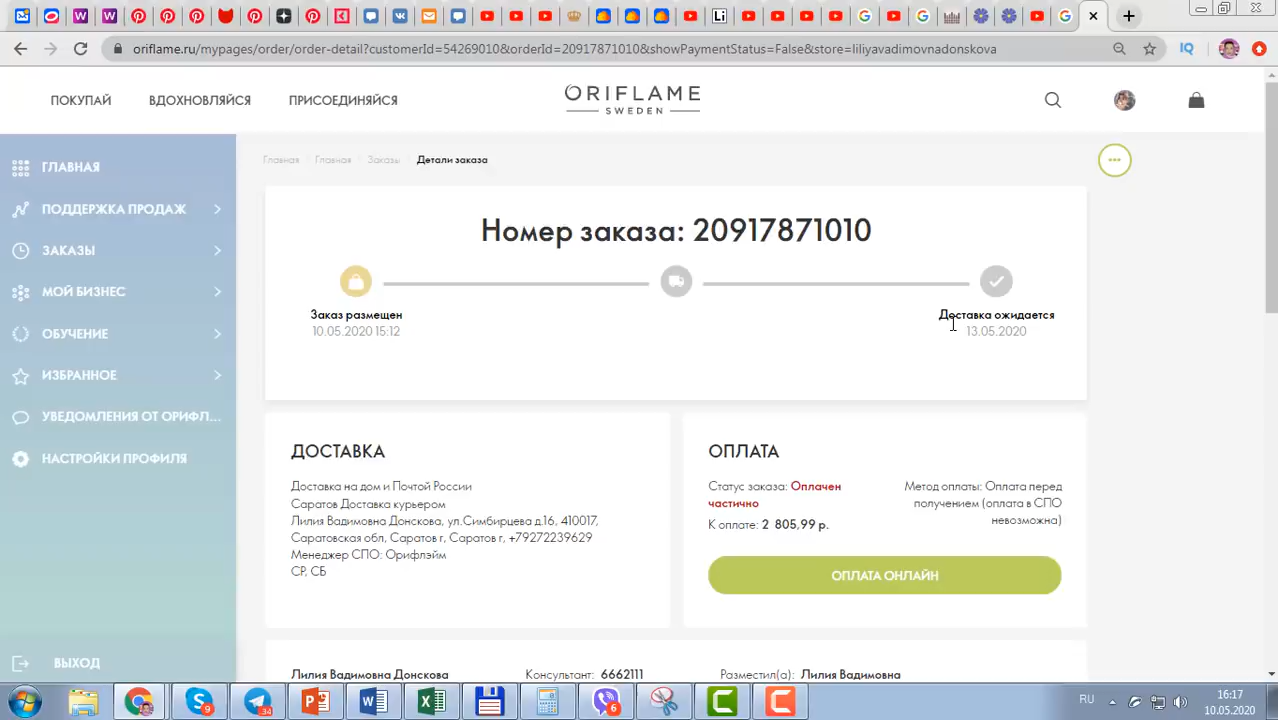 oriflame.ru/mypages/order/order-detail?customerId=54269010&orderId=20917871010&showPaymentStatus=False&store=liliyavadimovnadonskova
ПОКУПАЙ ВДОХНОВЛЯЙСЯ ПРИСОЕДИНЯЙСЯ
ORIFLAME
SWEDEN
ГЛАВНАЯ
ПОДДЕРЖКА ПРОДАЖ
ЗАКАЗЫ
МОЙ БИЗНЕС
ОБУЧЕНИЕ
ИЗБРАННОЕ
УВЕДОМЛЕНИЯ ОТ ОРИФЛ...
НАСТРОЙКИ ПРОФИЛЯ
ВЫХОД
Главная / Главная / Заказы / Детали заказа
Номер заказа: 20917871010
Заказ размещен
10.05.2020 15:12
Доставка ожидается
13.05.2020
ДОСТАВКА
Доставка на дом и Почтой России
Саратов Доставка курьером
Лилия Вадимовна Донскова, ул.Симбирцева д.16, 410017,
Саратовская обл, Саратов г, Саратов г, +79272239629
Менеджер СПО: Орифлэйм
СР, СБ
ОПЛАТА
Статус заказа: Оплачен
частично
К оплате: 2 805,99 р.
Метод оплаты: Оплата перед
получением (оплата в СПО
невозможна)
ОПЛАТА ОНЛАЙН
Лилия Вадимовна Донскова Консультант: 6662111 Разместил(а): Лилия Вадимовна
RU
16:17
10.05.2020